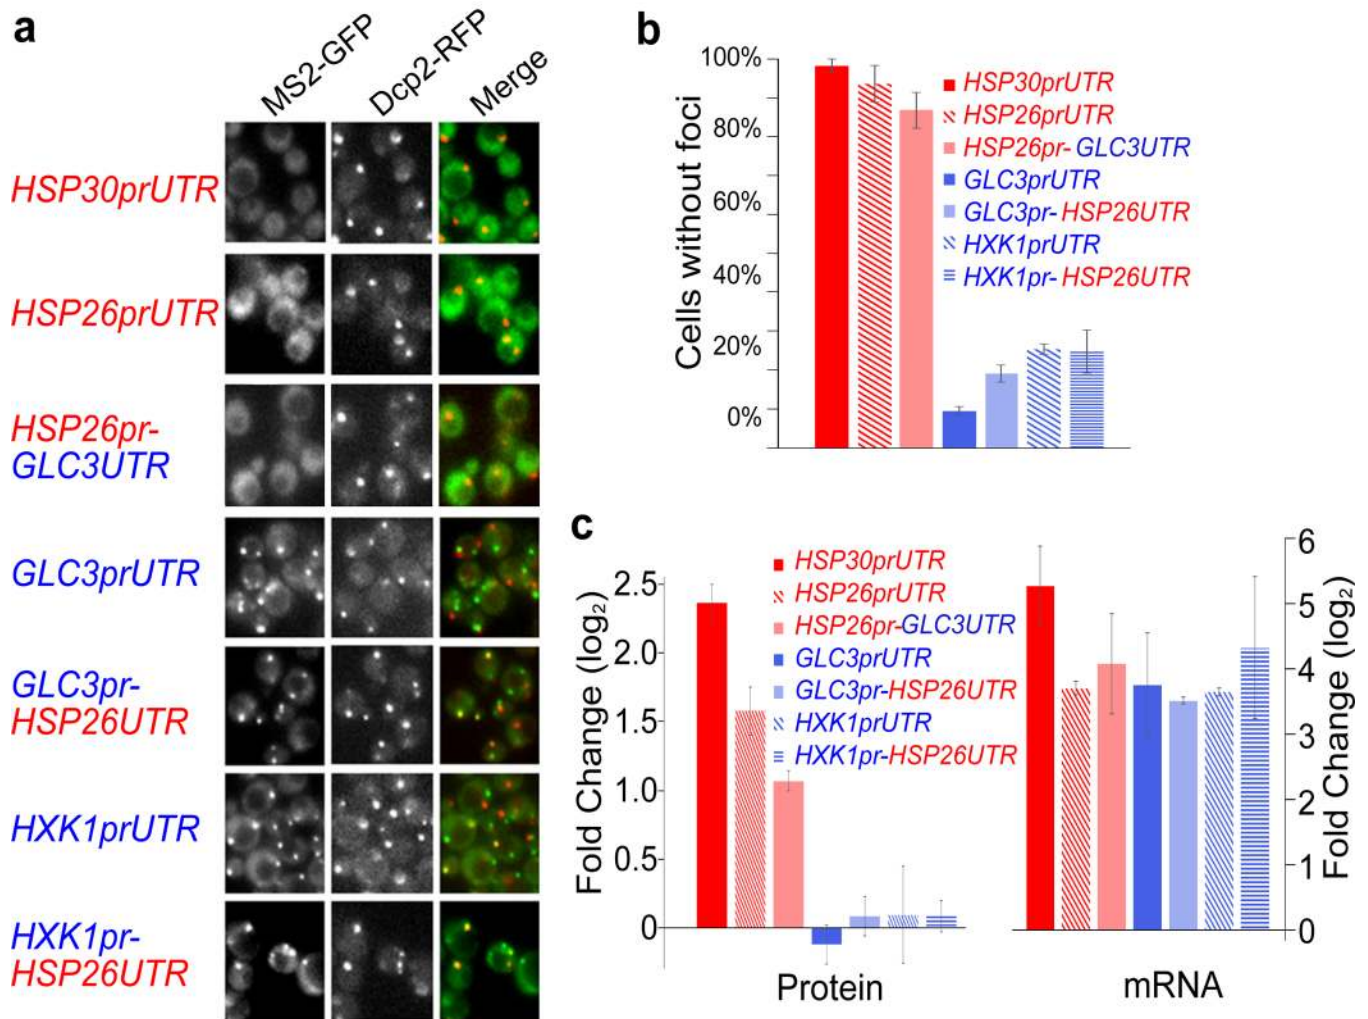 a
MS2-GFP
Dcp2-RFP
Merge
HSP30prUTR
HSP26prUTR
HSP26pr-
GLC3UTR
GLC3prUTR
GLC3pr-
HSP26UTR
HXK1prUTR
HXK1pr-
HSP26UTR
b
Cells without foci
100%
80%
60%
40%
20%
0%
HSP30prUTR
HSP26prUTR
HSP26pr-GLC3UTR
GLC3prUTR
GLC3pr-HSP26UTR
HXK1prUTR
HXK1pr-HSP26UTR
c
Fold Change (log₂)
2.5
2.0
1.5
1.0
0.5
0
HSP30prUTR
HSP26prUTR
HSP26pr-GLC3UTR
GLC3prUTR
GLC3pr-HSP26UTR
HXK1prUTR
HXK1pr-HSP26UTR
Protein
6
5
4
3
2
1
0
Fold Change (log₂)
mRNA